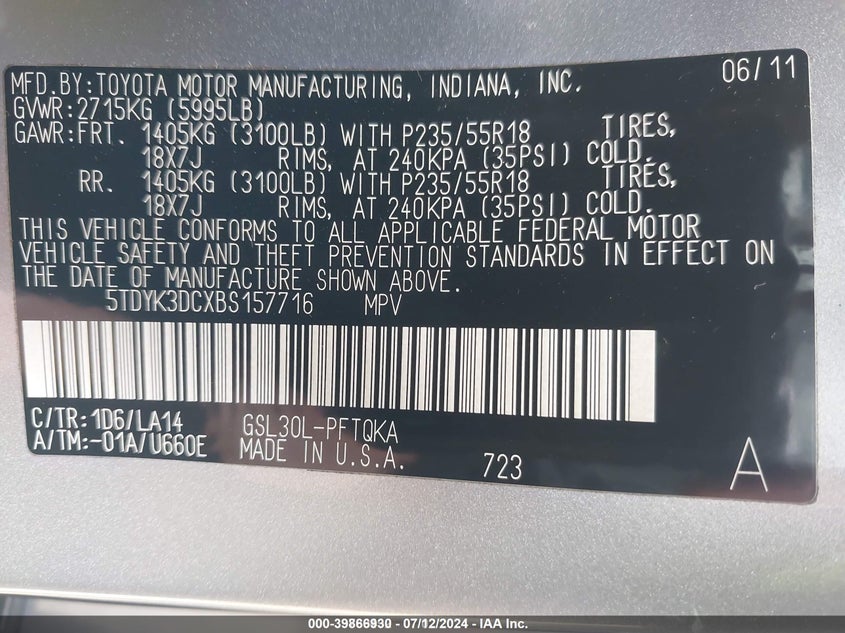 MFD.BY:TOYOTA MOTOR MANUFACTURING, INDIANA, INC. 06/11
GVWR:2715KG (5995LB)
GAWR:FRT. 1405KG (3100LB) WITH P235/55R18 TIRES,
18X7J RIMS, AT 240KPA (35PSI) COLD.
RR. 1405KG (3100LB) WITH P235/55R18 TIRES,
18X7J RIMS, AT 240KPA (35PSI) COLD.
THIS VEHICLE CONFORMS TO ALL APPLICABLE FEDERAL MOTOR
VEHICLE SAFETY AND THEFT PREVENTION STANDARDS IN EFFECT ON
THE DATE OF MANUFACTURE SHOWN ABOVE.
5TDYK3DCXBS157716 MPV
C/TR:1D6/LA14 GSL30L-PFTQKA
A/TM:-01A/U660E MADE IN U.S.A. 723 A
000-39866930 - 07/12/2024 - IAA Inc.